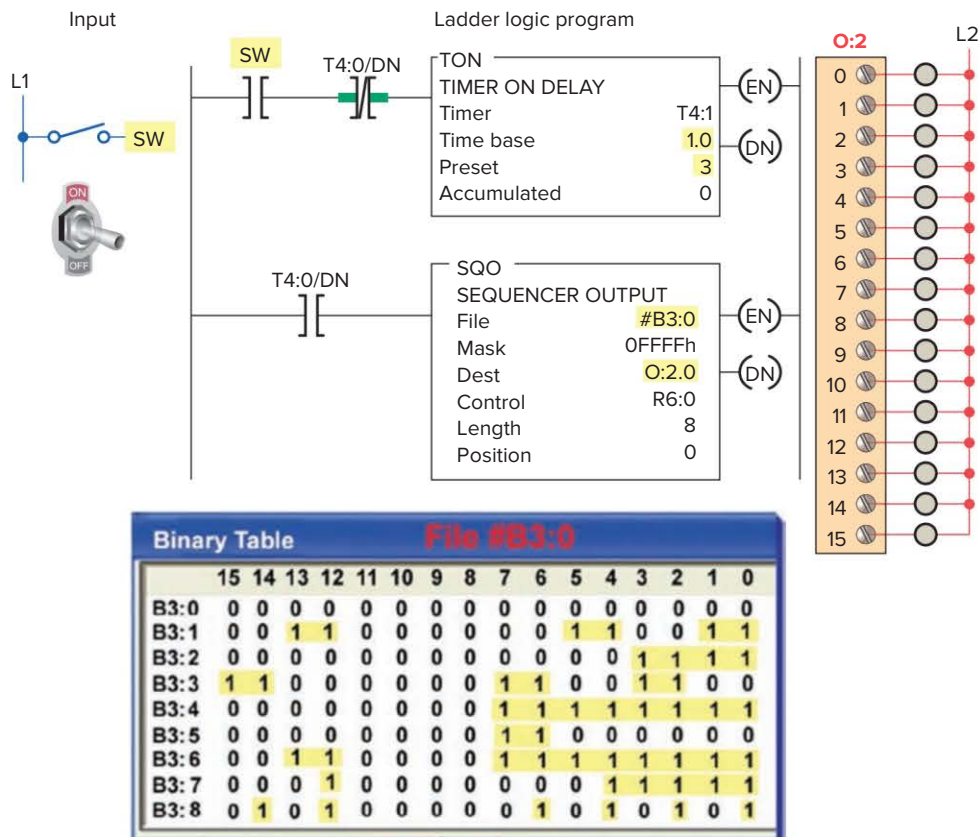 Input
Ladder logic program
L1
SW
ON
OFF
SW
T4:0/DN
TON
TIMER ON DELAY
Timer T4:1
Time base 1.0
Preset 3
Accumulated 0
EN
DN
T4:0/DN
SQO
SEQUENCER OUTPUT
File #B3:0
Mask 0FFFFh
Dest O:2.0
Control R6:0
Length 8
Position 0
EN
DN
O:2
L2
0
1
2
3
4
5
6
7
8
9
10
11
12
13
14
15
Binary Table File #B3:0
15 14 13 12 11 10 9 8 7 6 5 4 3 2 1 0
B3:0 0 0 0 0 0 0 0 0 0 0 0 0 0 0 0 0
B3:1 0 0 1 1 0 0 0 0 0 0 1 1 0 0 1 1
B3:2 0 0 0 0 0 0 0 0 0 0 0 0 1 1 1 1
B3:3 1 1 0 0 0 0 0 0 1 1 0 0 1 1 0 0
B3:4 0 0 0 0 0 0 0 0 1 1 1 1 1 1 1 1
B3:5 0 0 0 0 0 0 0 0 1 1 0 0 0 0 0 0
B3:6 0 0 1 1 0 0 0 0 1 1 1 1 1 1 1 1
B3:7 0 0 0 1 0 0 0 0 0 0 0 1 1 1 1 1
B3:8 0 1 0 1 0 0 0 0 0 1 0 1 0 1 0 1